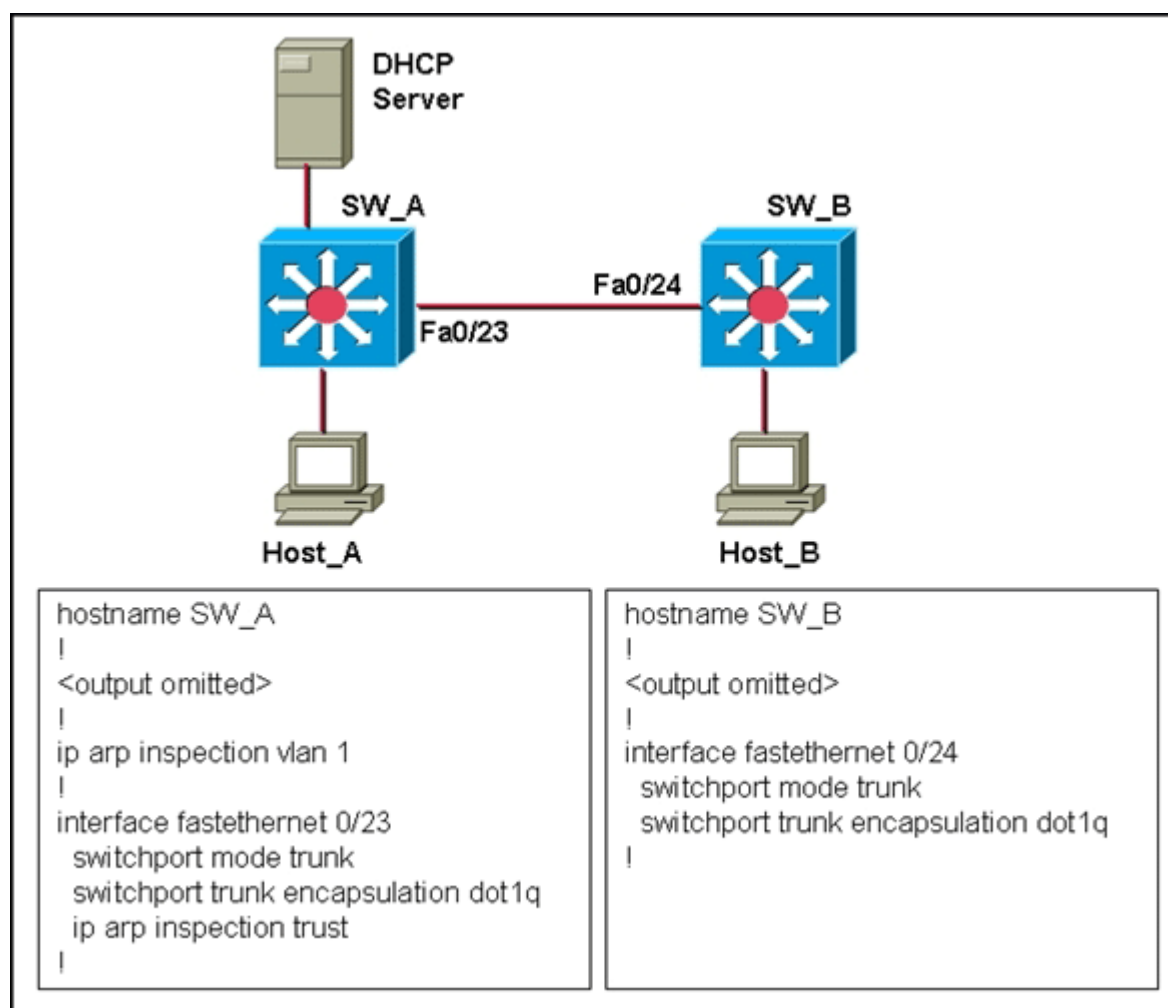 DHCP
Server
SW_A
SW_B
Fa0/24
Fa0/23
Host_A
Host_B
hostname SW_A
!
<output omitted>
!
ip arp inspection vlan 1
!
interface fastethernet 0/23
switchport mode trunk
switchport trunk encapsulation dot1q
ip arp inspection trust
!
hostname SW_B
!
<output omitted>
!
interface fastethernet 0/24
switchport mode trunk
switchport trunk encapsulation dot1q
!